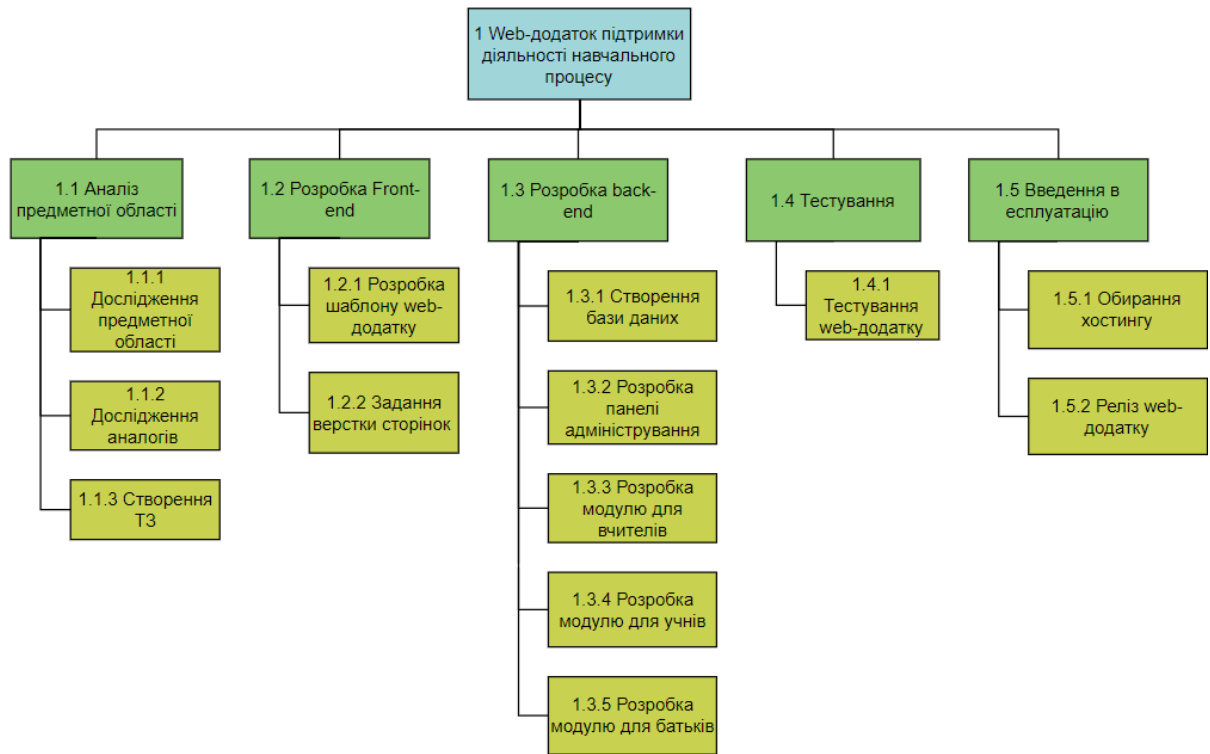 1 Web-додаток підтримки
діяльності навчального
процесу
1.1 Аналіз
предметної області
1.1.1
Дослідження
предметної
області
1.1.2
Дослідження
аналогів
1.1.3 Створення
ТЗ
1.2 Розробка Front-
end
1.2.1 Розробка
шаблону web-
додатку
1.2.2 Задання
верстки сторінок
1.3 Розробка back-
end
1.3.1 Створення
бази даних
1.3.2 Розробка
панелі
адміністрування
1.3.3 Розробка
модулю для
вчителів
1.3.4 Розробка
модулю для учнів
1.3.5 Розробка
модулю для батьків
1.4 Тестування
1.4.1
Тестування
web-додатку
1.5 Введення в
есплуатацію
1.5.1 Обирання
хостингу
1.5.2 Реліз web-
додатку